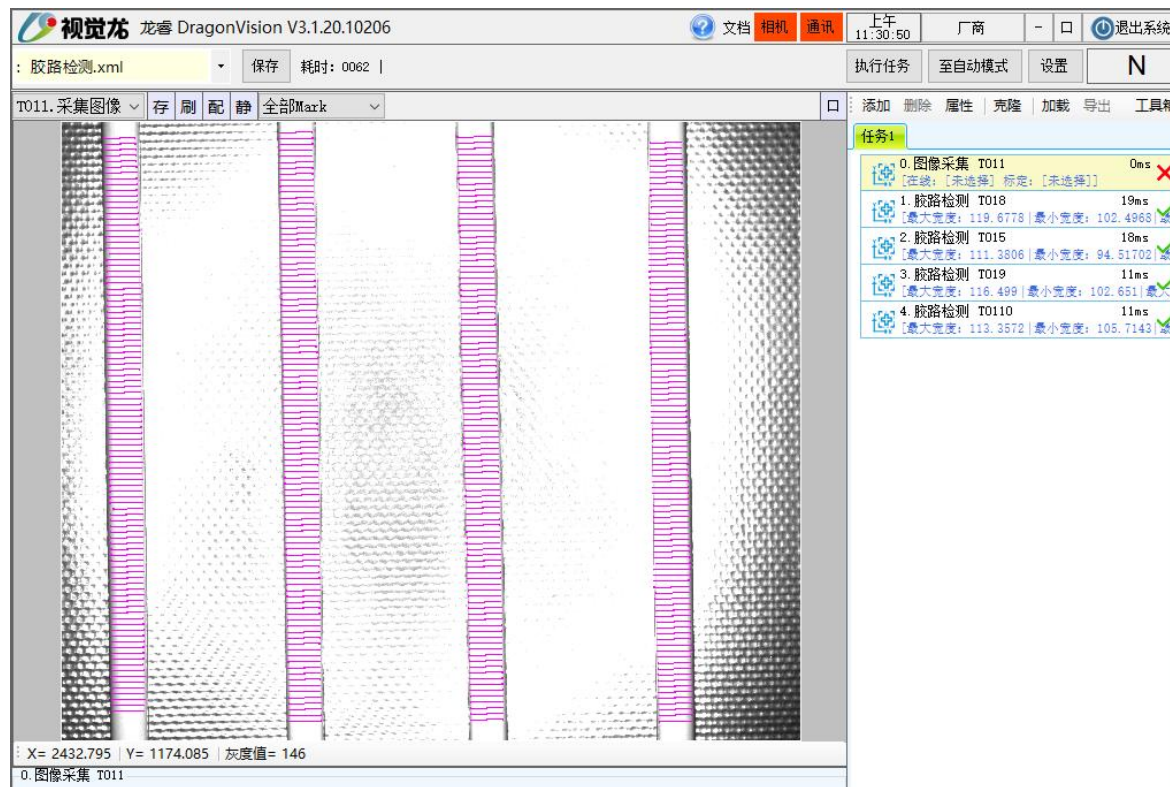 视觉龙 龙睿 DragonVision V3.1.20.10206 文档 相机 通讯 上午 11:30:50 厂商 - 口 退出系统
: 胶路检测.xml 保存 耗时: 0062 | 执行任务 至自动模式 设置 N
T011.采集图像 存 刷 配 静 全部Mark 口 添加 删除 属性 克隆 加载 导出 工具箱
任务1
0.图像采集 T011 0ms
[在线: [未选择] 标定: [未选择]]
1.胶路检测 T018 19ms
[最大宽度: 119.6778|最小宽度: 102.4968|最
2.胶路检测 T015 18ms
[最大宽度: 111.3806|最小宽度: 94.51702|最
3.胶路检测 T019 11ms
[最大宽度: 116.499|最小宽度: 102.651|最大
4.胶路检测 T0110 11ms
[最大宽度: 113.3572|最小宽度: 105.7143|最
X= 2432.795 Y= 1174.085 灰度值= 146
0.图像采集 T011